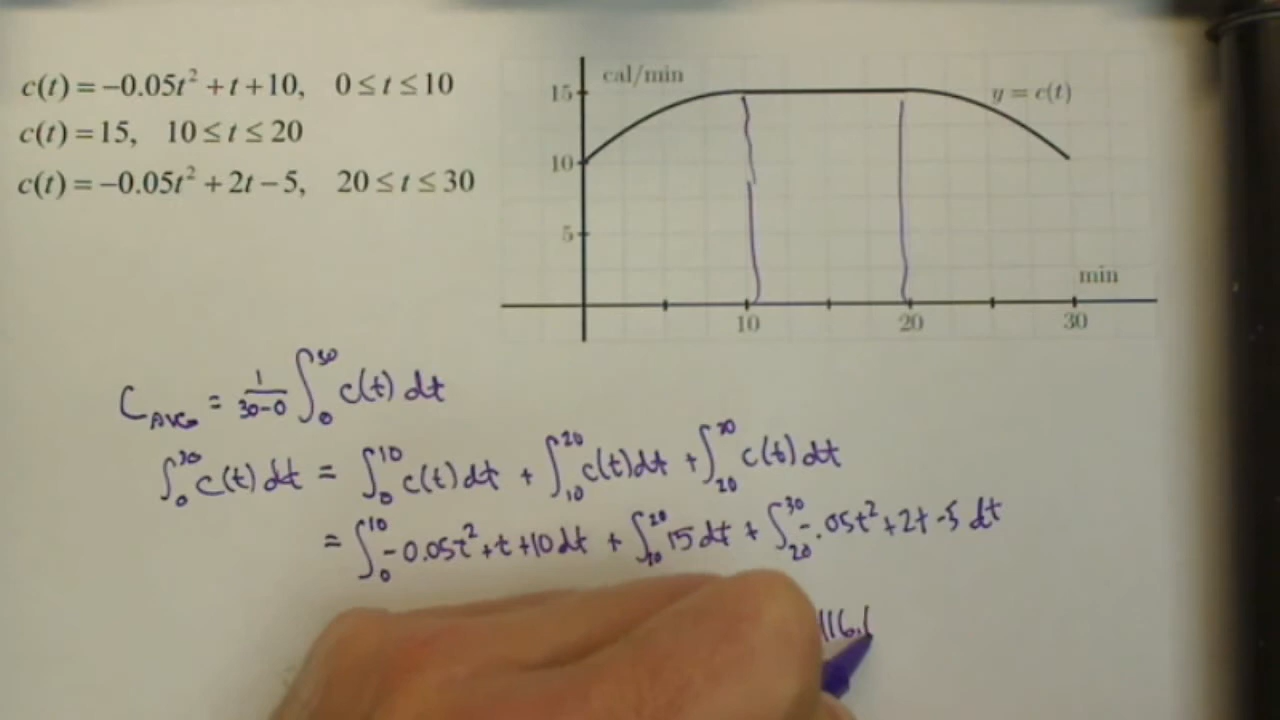 c(t) = −0.05t² + t + 10, 0 ≤ t ≤ 10
c(t) = 15, 10 ≤ t ≤ 20
c(t) = −0.05t² + 2t − 5, 20 ≤ t ≤ 30
cal/min
15
10
5
y = c(t)
min
10 20 30
C_AVG = 1/(30-0) ∫₀³⁰ c(t) dt
∫₀³⁰ c(t) dt = ∫₀¹⁰ c(t) dt + ∫₁₀²⁰ c(t) dt + ∫₂₀³⁰ c(t) dt
= ∫₀¹⁰ -0.05t² + t + 10 dt + ∫₁₀²⁰ 15 dt + ∫₂₀³⁰ -.05t² + 2t - 5 dt
116.